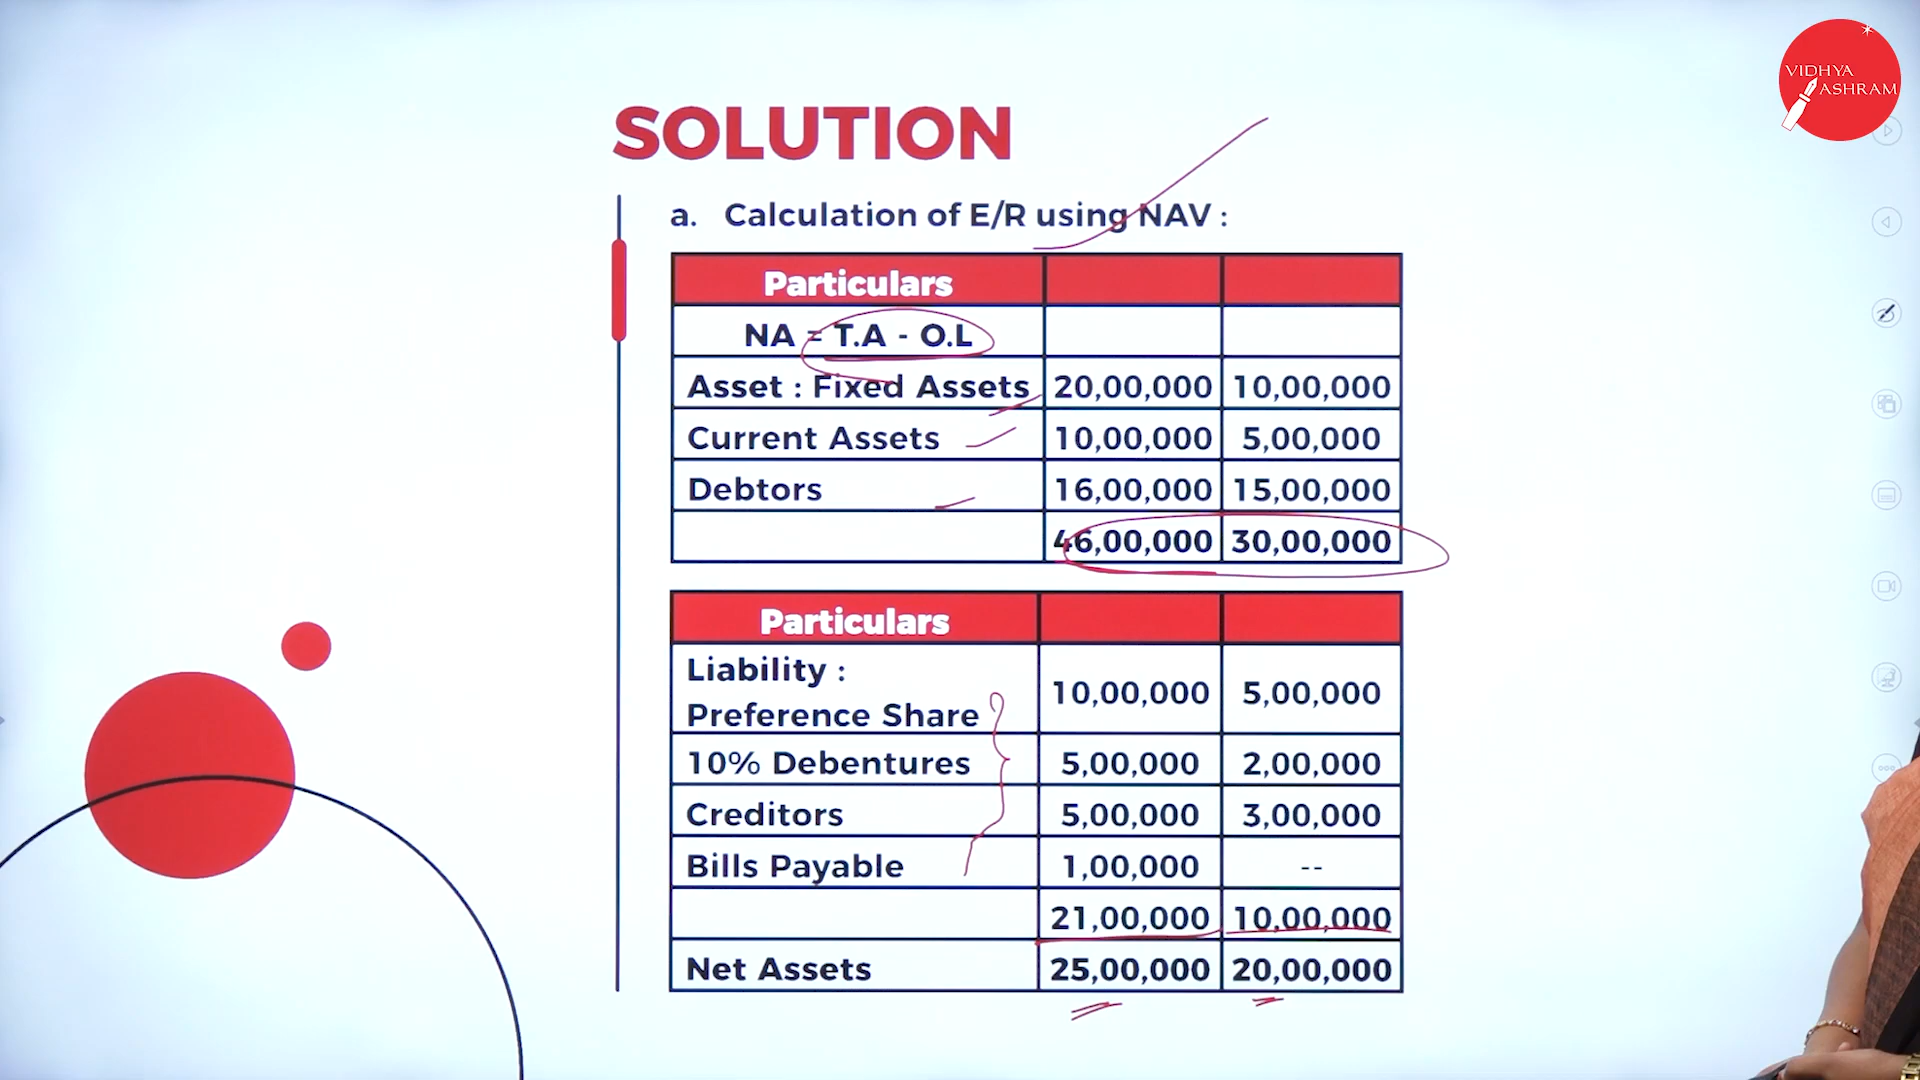 VIDHYA
ASHRAM
SOLUTION
a. Calculation of E/R using NAV :
Particulars
NA = T.A - O.L
Asset : Fixed Assets 20,00,000 10,00,000
Current Assets 10,00,000 5,00,000
Debtors 16,00,000 15,00,000
46,00,000 30,00,000
Particulars
Liability :
Preference Share 10,00,000 5,00,000
10% Debentures 5,00,000 2,00,000
Creditors 5,00,000 3,00,000
Bills Payable 1,00,000 --
21,00,000 10,00,000
Net Assets 25,00,000 20,00,000